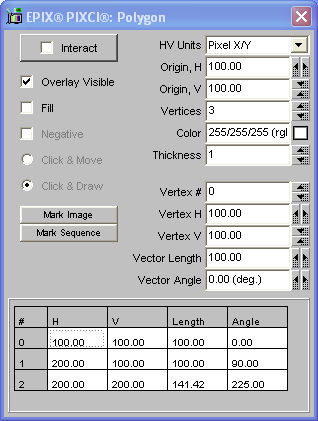 EPIX® PIXCI®: Polygon
Interact
HV Units Pixel X/Y
Origin, H 100.00
Overlay Visible
Origin, V 100.00
Fill
Vertices 3
Negative
Color 255/255/255 (rgl
Click & Move
Thickness 1
Click & Draw
Vertex # 0
Mark Image
Vertex H 100.00
Mark Sequence
Vertex V 100.00
Vector Length 100.00
Vector Angle 0.00 (deg.)
# H V Length Angle
0 100.00 100.00 100.00 0.00
1 200.00 100.00 100.00 90.00
2 200.00 200.00 141.42 225.00